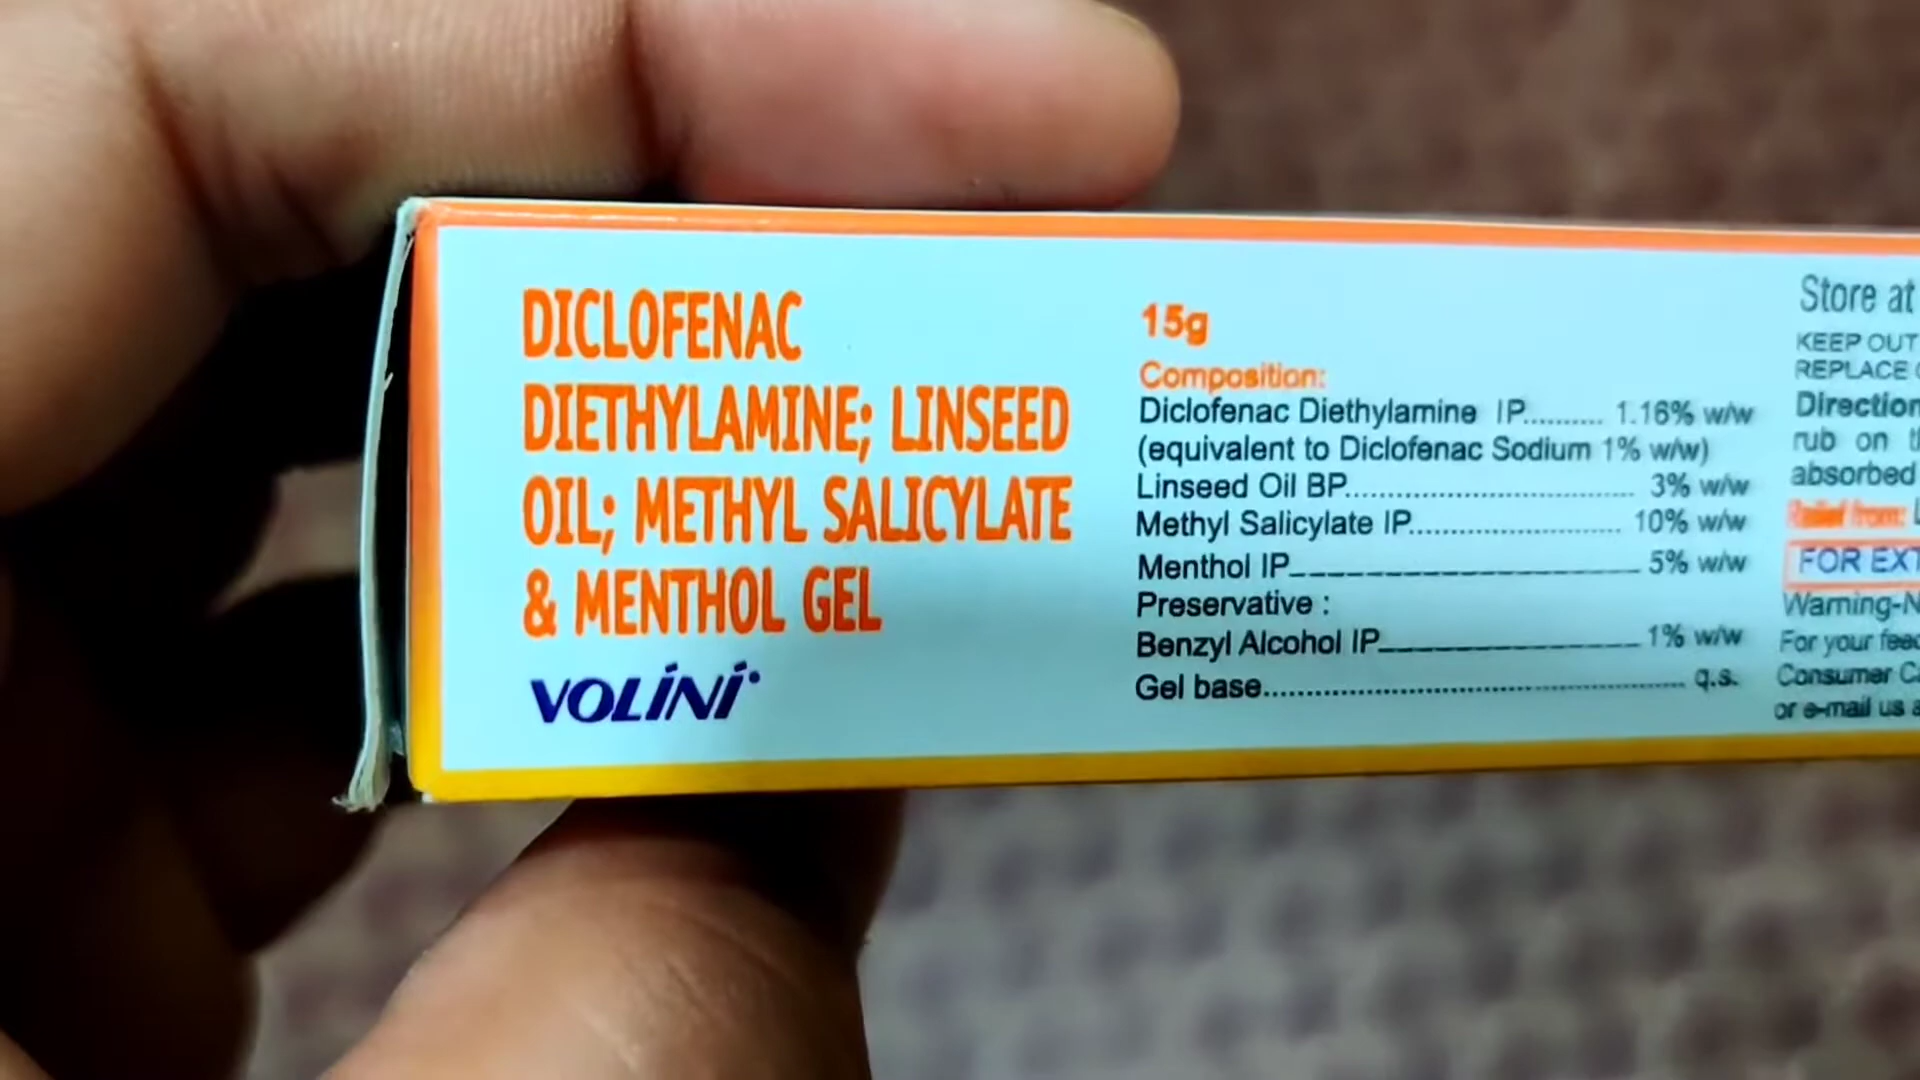 DICLOFENAC
DIETHYLAMINE; LINSEED
OIL; METHYL SALICYLATE
& MENTHOL GEL
VOLINI
15g
Composition:
Diclofenac Diethylamine IP.......... 1.16% w/w
(equivalent to Diclofenac Sodium 1% w/w)
Linseed Oil BP.................................. 3% w/w
Methyl Salicylate IP......................... 10% w/w
Menthol IP______________________ 5% w/w
Preservative :
Benzyl Alcohol IP________________ 1% w/w
Gel base.................................................. q.s.
Store at
KEEP OUT
REPLACE
Direction
rub on
absorbed
Relief from:
FOR EXT
Warning-N
For your feed
Consumer Ca
or e-mail us a